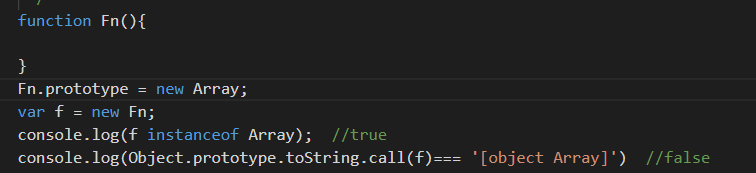 function Fn(){
}
Fn.prototype = new Array;
var f = new Fn;
console.log(f instanceof Array);  //true
console.log(Object.prototype.toString.call(f)=== '[object Array]')  //false